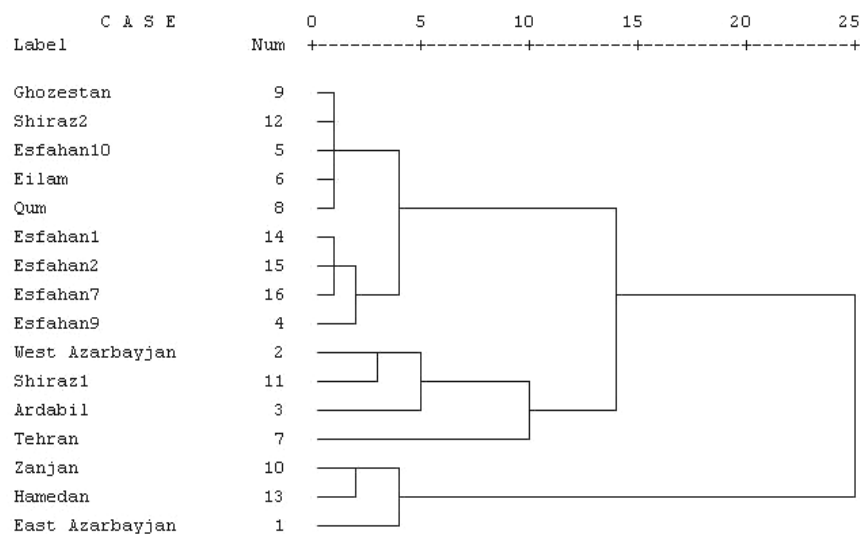 C A S E 0 5 10 15 20 25
Label Num +---------+---------+---------+---------+---------+
Ghozestan 9
Shiraz2 12
Esfahan10 5
Eilam 6
Qum 8
Esfahan1 14
Esfahan2 15
Esfahan7 16
Esfahan9 4
West Azarbayjan 2
Shiraz1 11
Ardabil 3
Tehran 7
Zanjan 10
Hamedan 13
East Azarbayjan 1